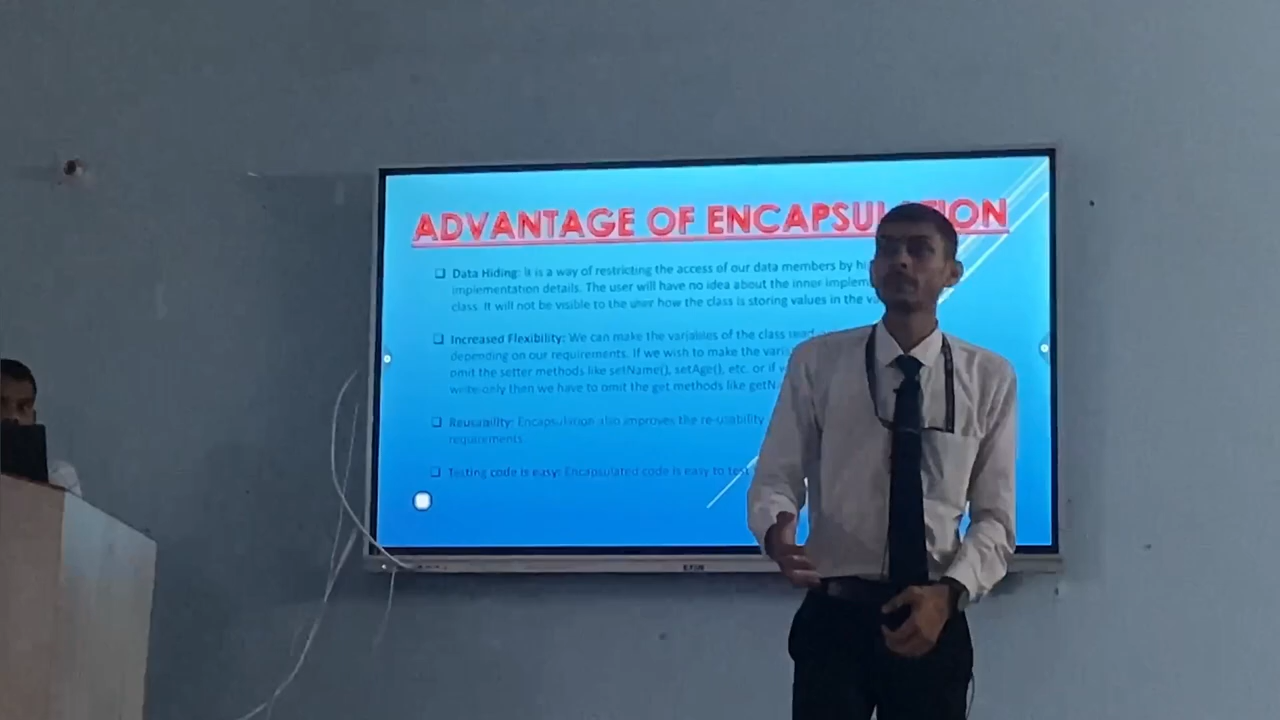 ADVANTAGE OF ENCAPSULATION
Data Hiding: It is a way of restricting the access of our data members by
implementation details. The user will have no idea about the inner
class. It will not be visible to the user how the class is storing values in the
Increased Flexibility: We can make the variables of the class
depending on our requirements. If we wish to make the
omit the setter methods like setName(), setAge(), etc. or if
write-only then we have to omit the get methods like
Reusability: Encapsulation also improves the re-usability
requirements.
Testing code is easy: Encapsulated code is easy to test